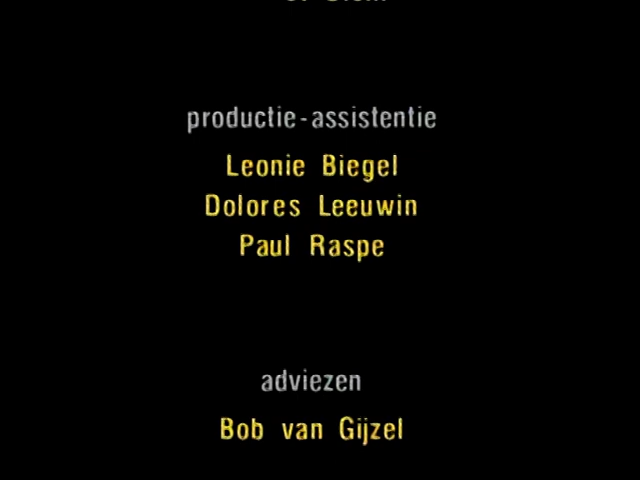 productie-assistentie
Leonie Biegel
Dolores Leeuwin
Paul Raspe
adviezen
Bob van Gijzel